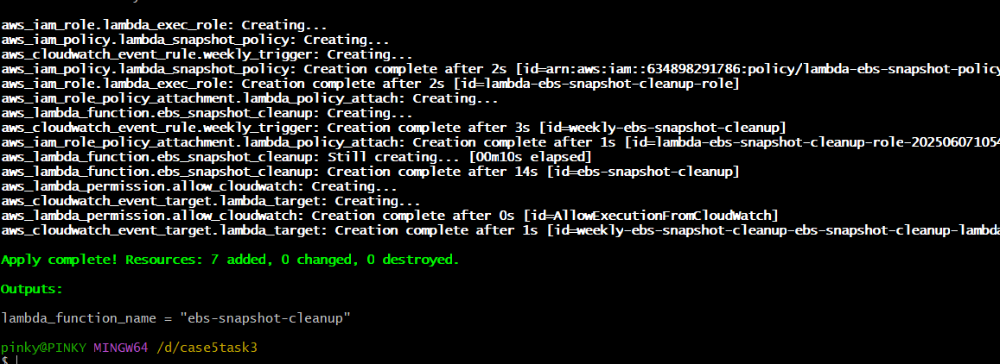 aws_iam_role.lambda_exec_role: Creating...
aws_iam_policy.lambda_snapshot_policy: Creating...
aws_cloudwatch_event_rule.weekly_trigger: Creating...
aws_iam_policy.lambda_snapshot_policy: Creation complete after 2s [id=arn:aws:iam::634898291786:policy/lambda-ebs-snapshot-policy
aws_iam_role.lambda_exec_role: Creation complete after 2s [id=lambda-ebs-snapshot-cleanup-role]
aws_iam_role_policy_attachment.lambda_policy_attach: Creating...
aws_lambda_function.ebs_snapshot_cleanup: Creating...
aws_cloudwatch_event_rule.weekly_trigger: Creation complete after 3s [id=weekly-ebs-snapshot-cleanup]
aws_iam_role_policy_attachment.lambda_policy_attach: Creation complete after 1s [id=lambda-ebs-snapshot-cleanup-role-202506071054
aws_lambda_function.ebs_snapshot_cleanup: Still creating... [00m10s elapsed]
aws_lambda_function.ebs_snapshot_cleanup: Creation complete after 14s [id=ebs-snapshot-cleanup]
aws_lambda_permission.allow_cloudwatch: Creating...
aws_cloudwatch_event_target.lambda_target: Creating...
aws_lambda_permission.allow_cloudwatch: Creation complete after 0s [id=AllowExecutionFromCloudWatch]
aws_cloudwatch_event_target.lambda_target: Creation complete after 1s [id=weekly-ebs-snapshot-cleanup-ebs-snapshot-cleanup-lambda
Apply complete! Resources: 7 added, 0 changed, 0 destroyed.
Outputs:
lambda_function_name = "ebs-snapshot-cleanup"
pinky@PINKY MINGW64 /d/case5task3
$